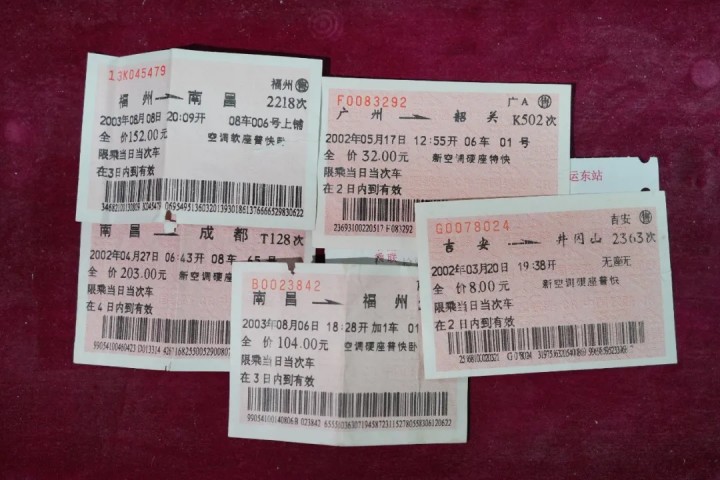 13K045479
福州售
福州 → 南昌 2218次
2003年08月08日 20:09开 08车006号上铺
全价152.00元 空调软座普快卧
限乘当日当次车
在3日内到有效
F0083292
广A 售
广州 → 韶关 K502次
2002年05月17日 12:55开 06车 01号
全价 32.00元 新空调硬座特快
限乘当日当次车
在2日内到有效
23693100220517 F083292
运东站
G0078024
吉安 售
吉安 → 井冈山 2363次
2002年03月20日 19:38开 无座
全价8.00元 新空调硬座普快
限乘当日当次车
在2日内到有效
南昌 → 成都 T128次
2002年04月27日 06:43开 08车 65号
全价203.00元 新空调硬座
限乘当日当次车
在4日内到有效
B0023842
南昌 → 福州
2003年08月06日 18:28开 加1车 01
全价104.00元 空调硬座普快卧
限乘当日当次车
在3日内到有效